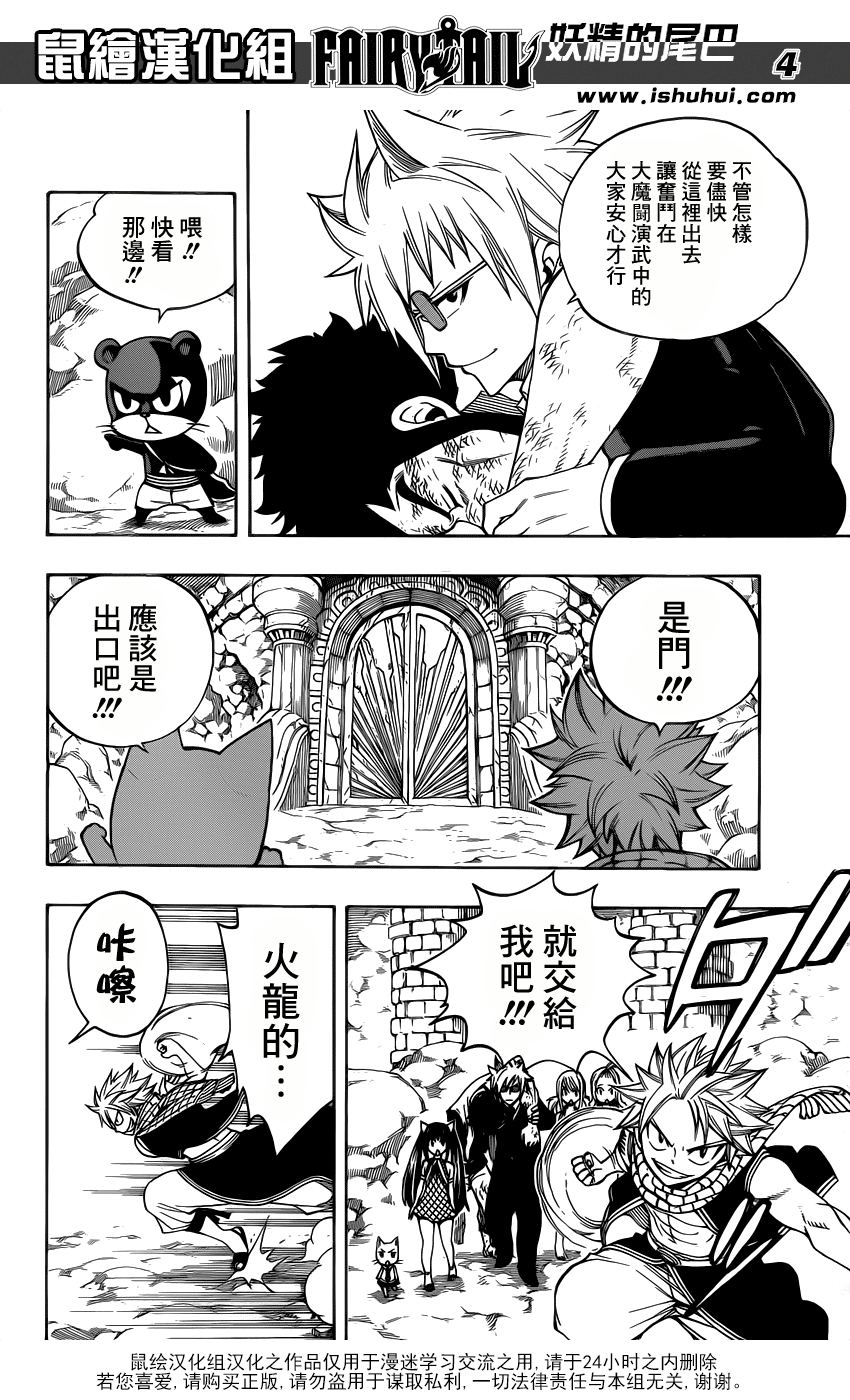 鼠繪漢化組
FAIRY TAIL
妖精的尾巴
4
www.ishuhui.com
不管怎樣
要儘快
從這裡出去
讓奮鬥在
大魔闘演武中的
大家安心才行
喂!!
快看
那邊!!
是門!!!
應該是
出口吧!!!
就交給
我吧!!!
ダッ
火龍的…
咔嚓
鼠绘汉化组汉化之作品仅用于漫迷学习交流之用,请于24小时之内删除
若您喜爱,请购买正版,请勿盗用于谋取私利,一切法律责任与本组无关,谢谢。